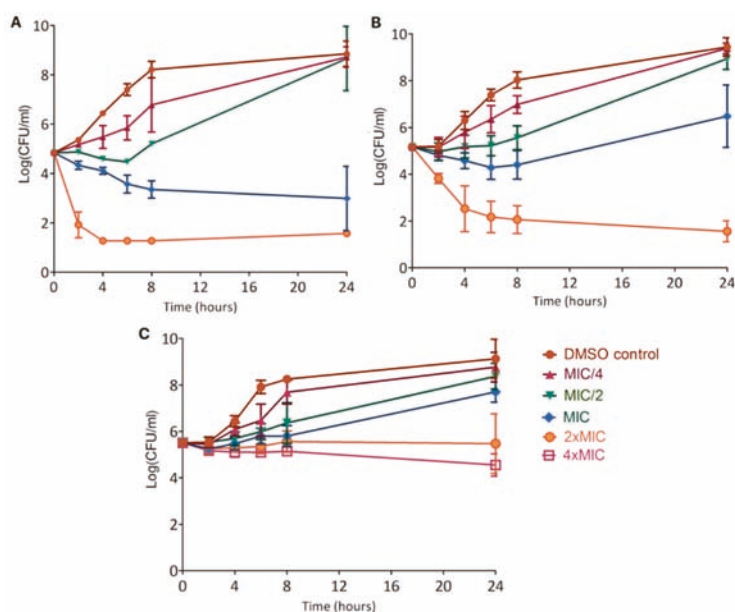 A
Log(CFU/ml)
10
8
6
4
2
0
0 4 8 12 16 20 24
Time (hours)
B
Log(CFU/ml)
10
8
6
4
2
0
0 4 8 12 16 20 24
Time (hours)
C
Log(CFU/ml)
10
8
6
4
2
0
0 4 8 12 16 20 24
Time (hours)
DMSO control
MIC/4
MIC/2
MIC
2xMIC
4xMIC